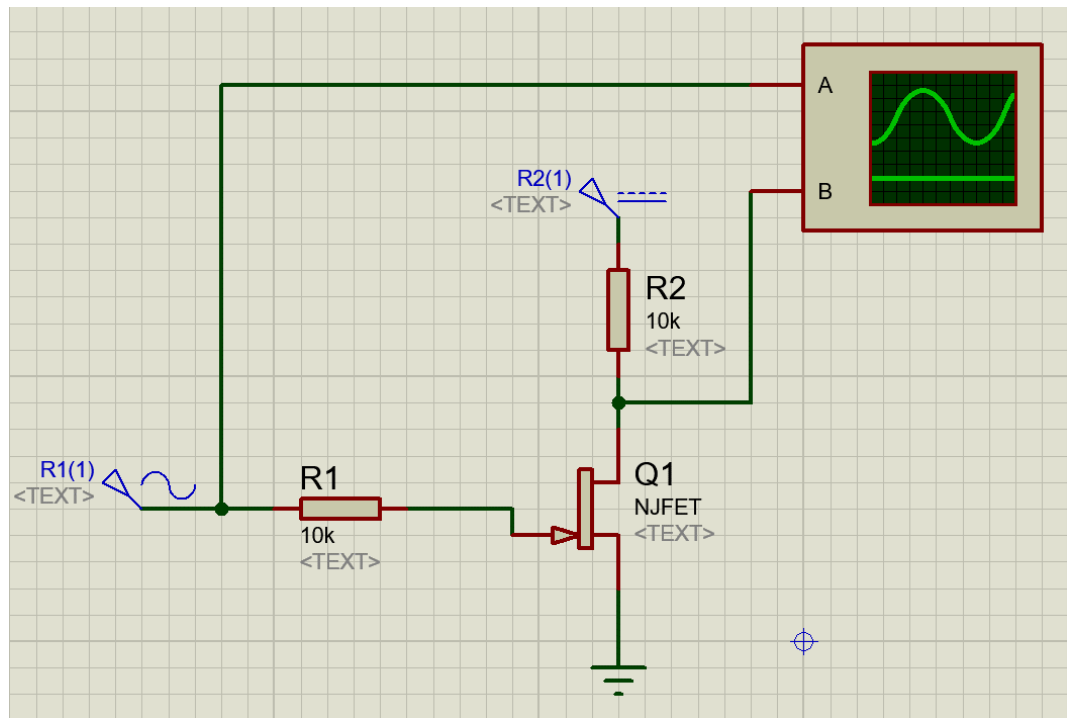 A
R2(1)
<TEXT>
B
R2
10k
<TEXT>
R1(1)
<TEXT>
R1
10k
<TEXT>
Q1
NJFET
<TEXT>